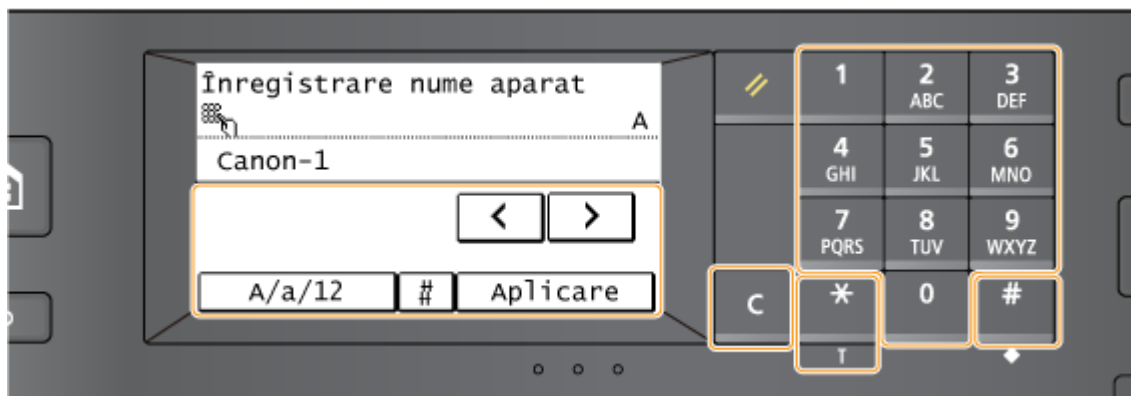 Înregistrare nume aparat
A
Canon-1
< >
A/a/12 # Aplicare
1 2 3
ABC DEF
4 5 6
GHI JKL MNO
7 8 9
PQRS TUV WXYZ
C * 0 #
T